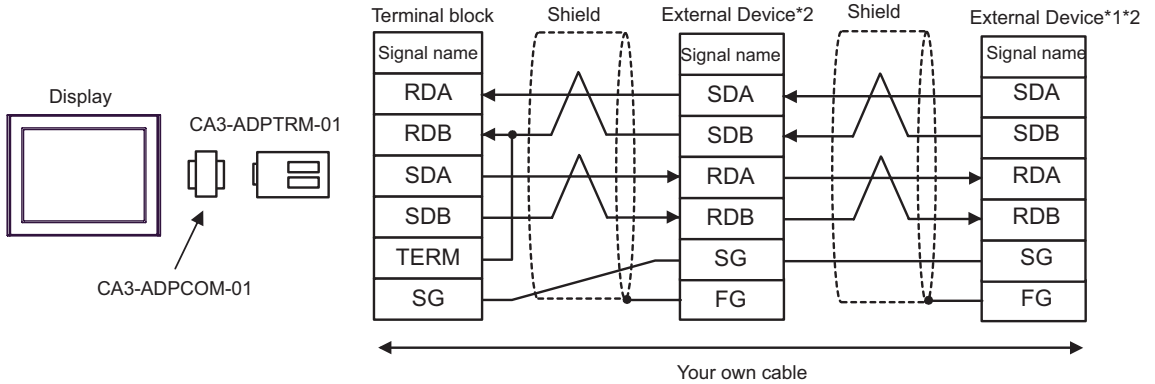 Display
CA3-ADPTRM-01
CA3-ADPCOM-01
Terminal block
Signal name
RDA
RDB
SDA
SDB
TERM
SG
Shield
External Device*2
Signal name
SDA
SDB
RDA
RDB
SG
FG
Shield
External Device*1*2
Signal name
SDA
SDB
RDA
RDB
SG
FG
Your own cable